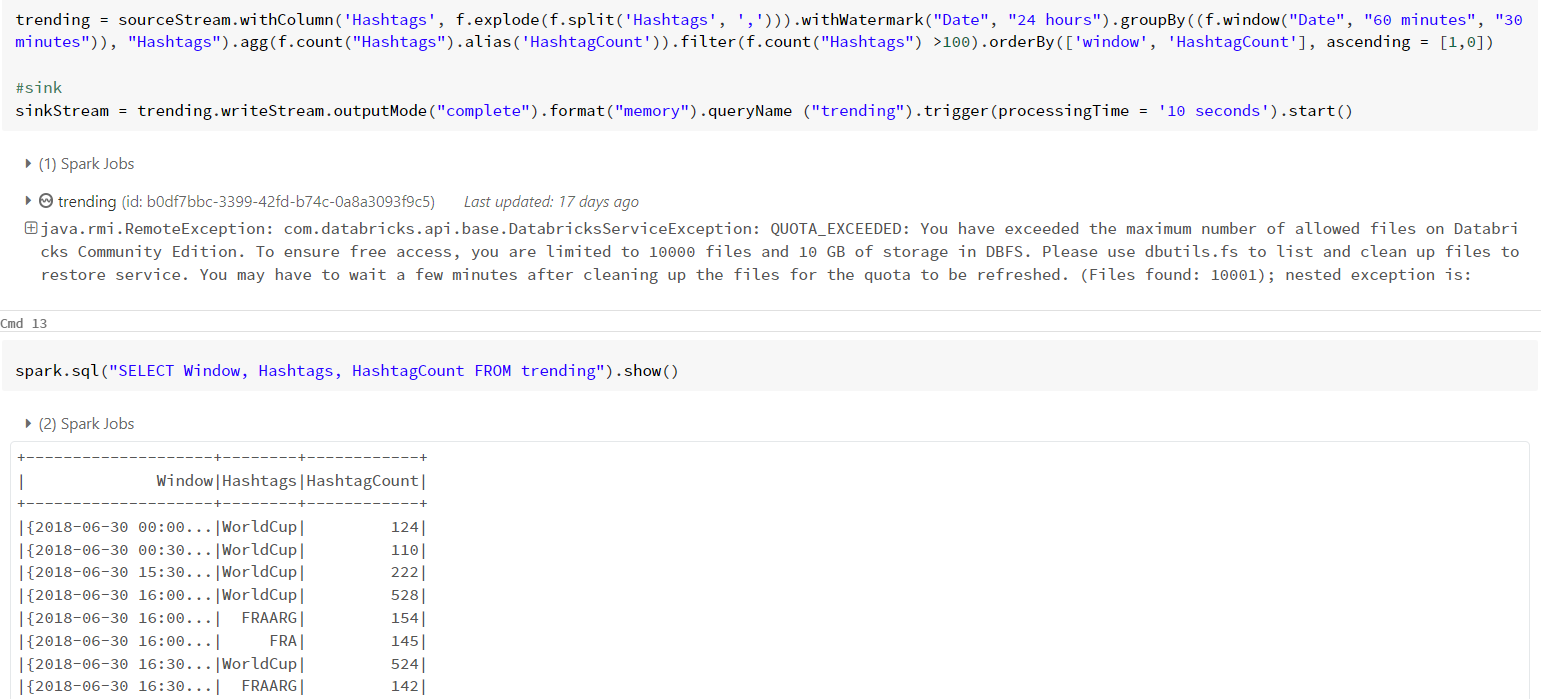 trending = sourceStream.withColumn('Hashtags', f.explode(f.split('Hashtags', ','))).withWatermark("Date", "24 hours").groupBy((f.window("Date", "60 minutes", "30
minutes")), "Hashtags").agg(f.count("Hashtags").alias('HashtagCount')).filter(f.count("Hashtags") >100).orderBy(['window', 'HashtagCount'], ascending = [1,0])
#sink
sinkStream = trending.writeStream.outputMode("complete").format("memory").queryName ("trending").trigger(processingTime = '10 seconds').start()
(1) Spark Jobs
trending (id: b0df7bbc-3399-42fd-b74c-0a8a3093f9c5) Last updated: 17 days ago
java.rmi.RemoteException: com.databricks.api.base.DatabricksServiceException: QUOTA_EXCEEDED: You have exceeded the maximum number of allowed files on Databri
cks Community Edition. To ensure free access, you are limited to 10000 files and 10 GB of storage in DBFS. Please use dbutils.fs to list and clean up files to
restore service. You may have to wait a few minutes after cleaning up the files for the quota to be refreshed. (Files found: 10001); nested exception is:
Cmd 13
spark.sql("SELECT Window, Hashtags, HashtagCount FROM trending").show()
(2) Spark Jobs
+--------------------+--------+------------+
|              Window|Hashtags|HashtagCount|
+--------------------+--------+------------+
|{2018-06-30 00:00...|WorldCup|         124|
|{2018-06-30 00:30...|WorldCup|         110|
|{2018-06-30 15:30...|WorldCup|         222|
|{2018-06-30 16:00...|WorldCup|         528|
|{2018-06-30 16:00...|  FRAARG|         154|
|{2018-06-30 16:00...|     FRA|         145|
|{2018-06-30 16:30...|WorldCup|         524|
|{2018-06-30 16:30...|  FRAARG|         142|